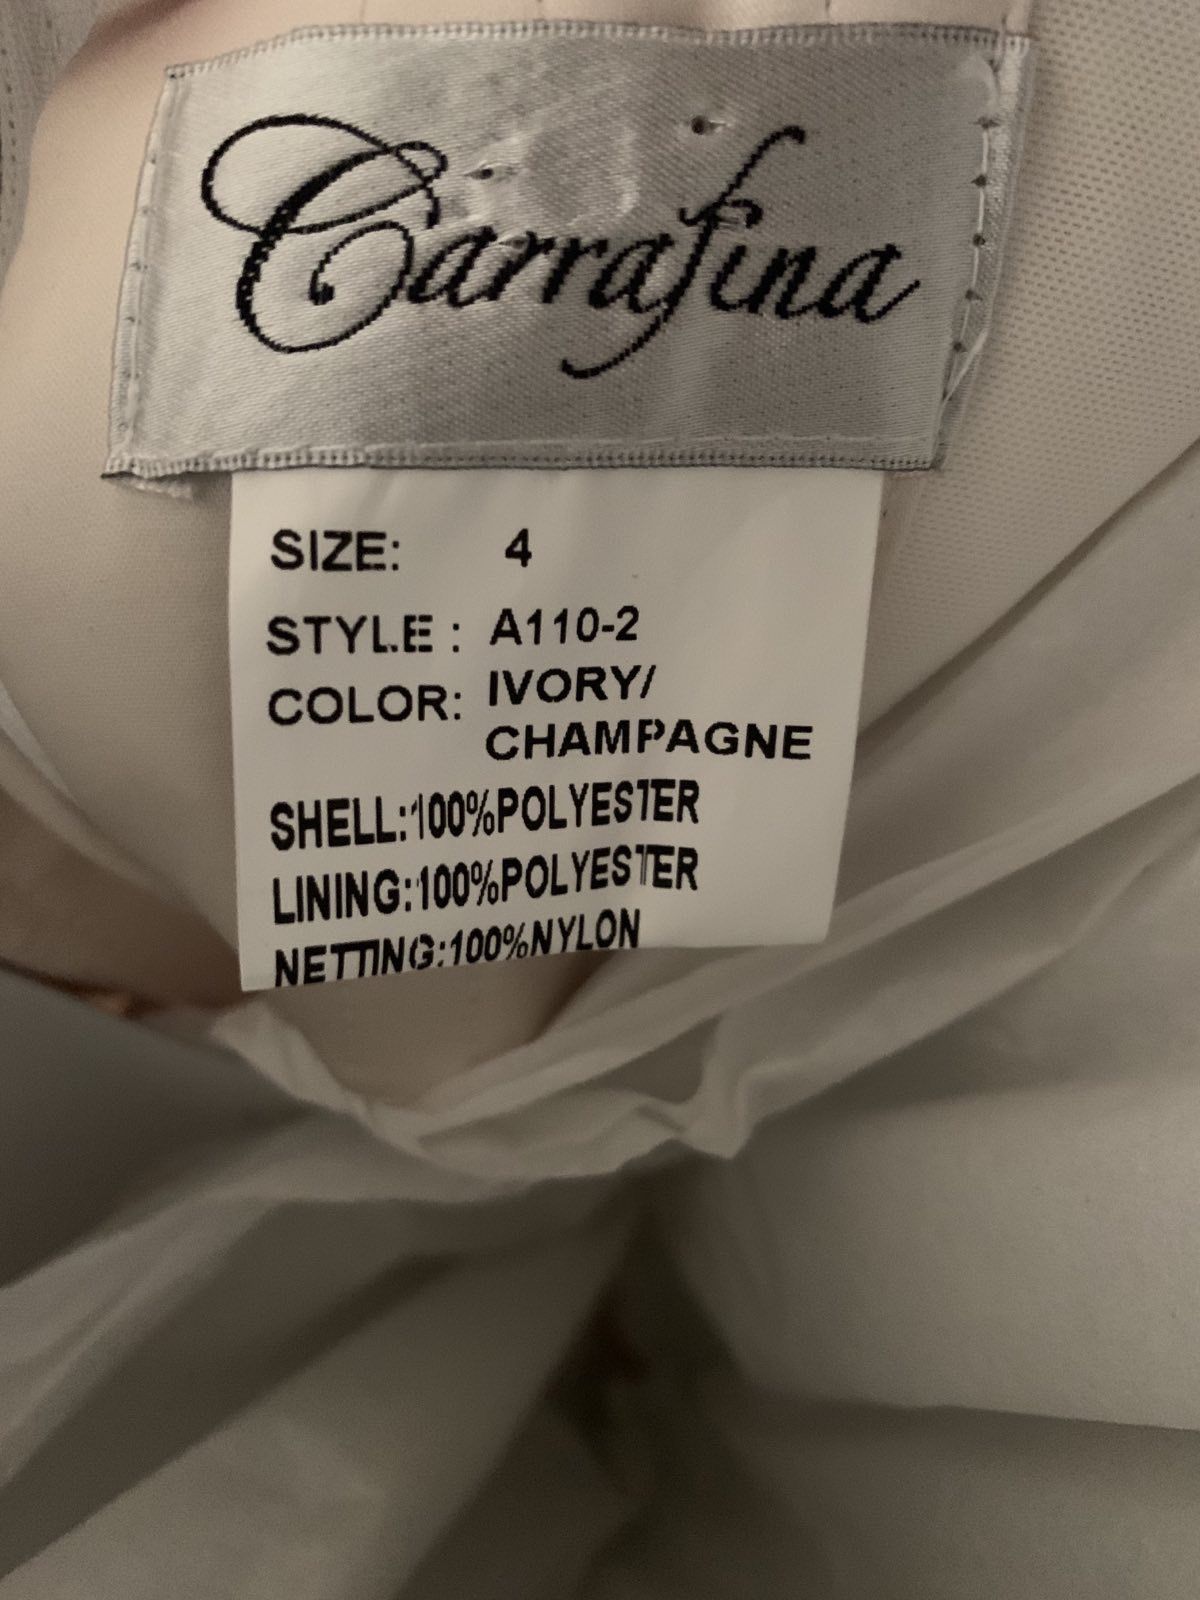 Carrafina
SIZE: 4
STYLE : A110-2
COLOR: IVORY/
CHAMPAGNE
SHELL:100%POLYESTER
LINING:100%POLYESTER
NETTING:100%NYLON